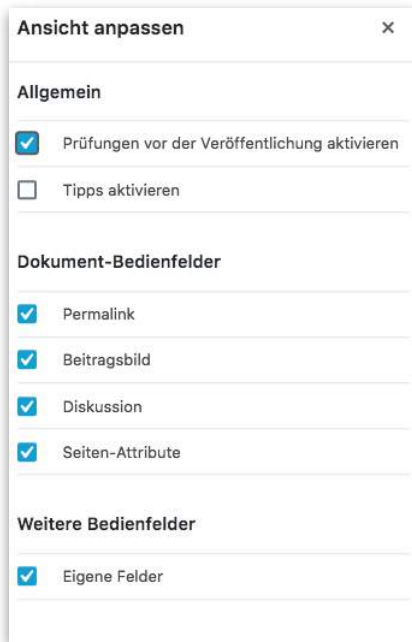 Ansicht anpassen ×
Allgemein
Prüfungen vor der Veröffentlichung aktivieren
Tipps aktivieren
Dokument-Bedienfelder
Permalink
Beitragsbild
Diskussion
Seiten-Attribute
Weitere Bedienfelder
Eigene Felder